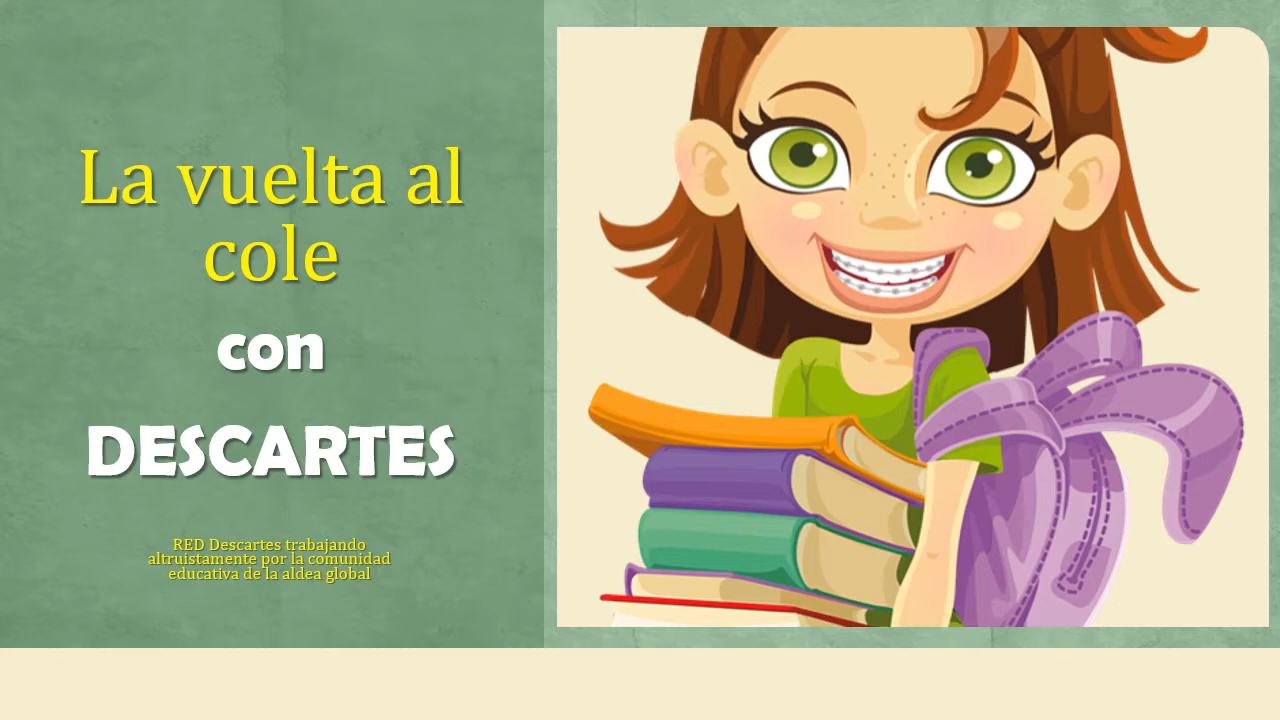 La vuelta al
cole
con
DESCARTES
RED Descartes trabajando
altruistamente por la comunidad
educativa de la aldea global